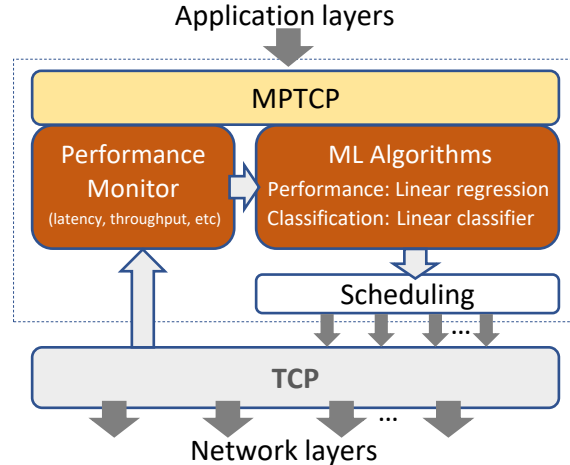 Application layers
MPTCP
Performance
Monitor
(latency, throughput, etc)
ML Algorithms
Performance: Linear regression
Classification: Linear classifier
Scheduling
...
TCP
...
Network layers